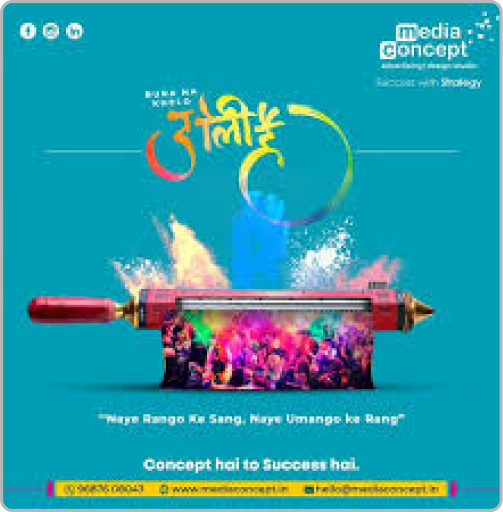 media
concept
advertising | design studio
Success with Strategy
BURA NA
KHELO
होली है
"Naye Rango Ke Sang, Naye Umango ke Rang"
Concept hai to Success hai.
www.mediaconcept.in hello@mediaconcept.in